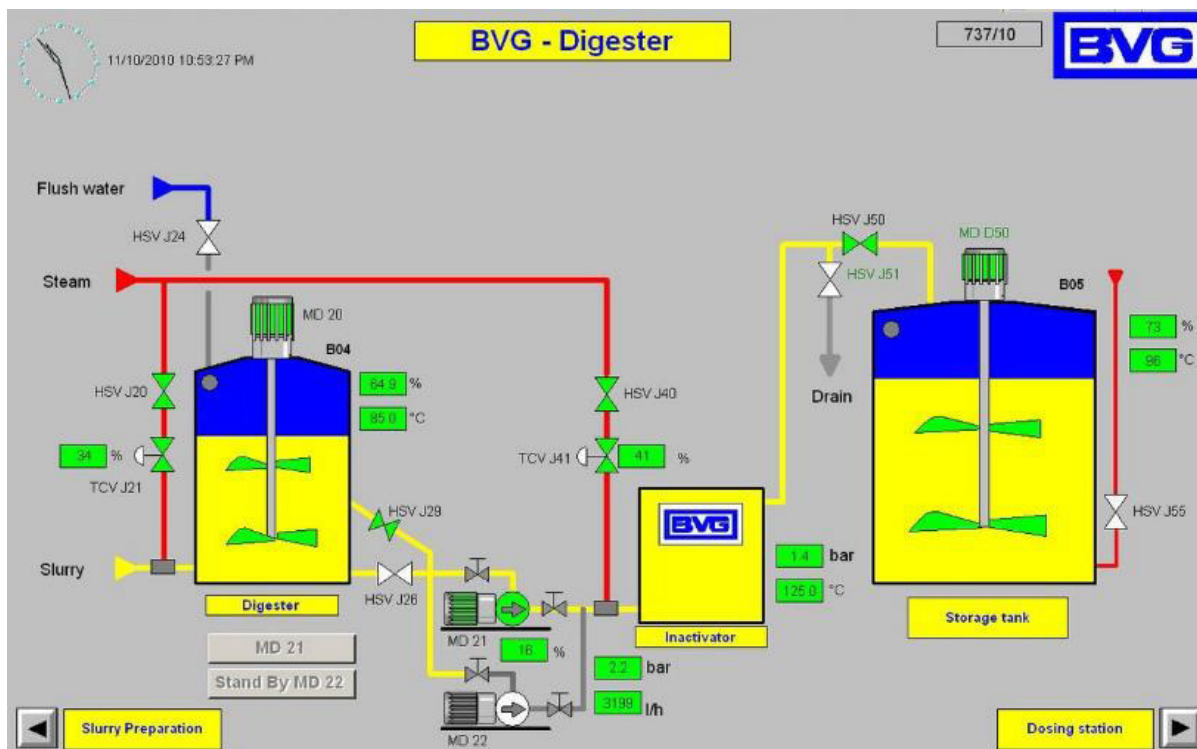 BVG - Digester
737/10
BVG
11/10/2010 10:53:27 PM
Flush water
HSV J24
HSV J50
MD D50
HSV J51
Steam
MD 20
B04
B05
73 %
96 °C
64.9 %
85.0 °C
HSV J20
HSV J40
Drain
34 %
TCV J21
TCV J41
41 %
HSV J29
BVG
HSV J55
Slurry
HSV J26
1.4 bar
125.0 °C
Digester
MD 21
16 %
Inactivator
Storage tank
MD 21
Stand By MD 22
2.2 bar
3199 l/h
MD 22
Slurry Preparation
Dosing station